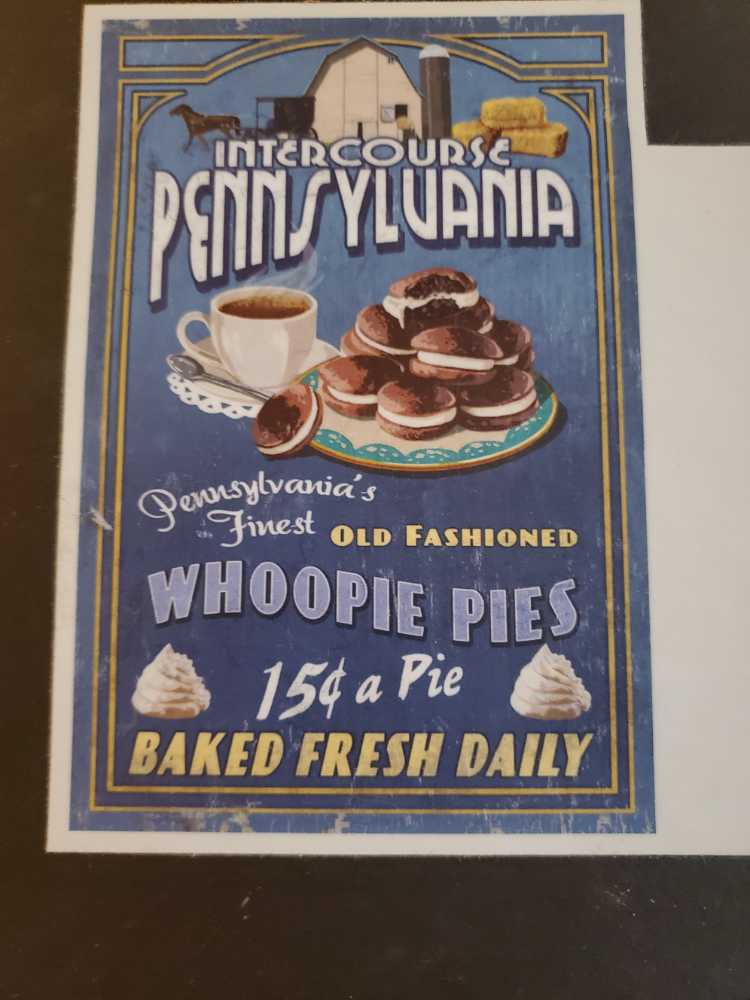 INTERCOURSE
PENNSYLVANIA
Pennsylvania's
Finest OLD FASHIONED
WHOOPIE PIES
15¢ a Pie
BAKED FRESH DAILY